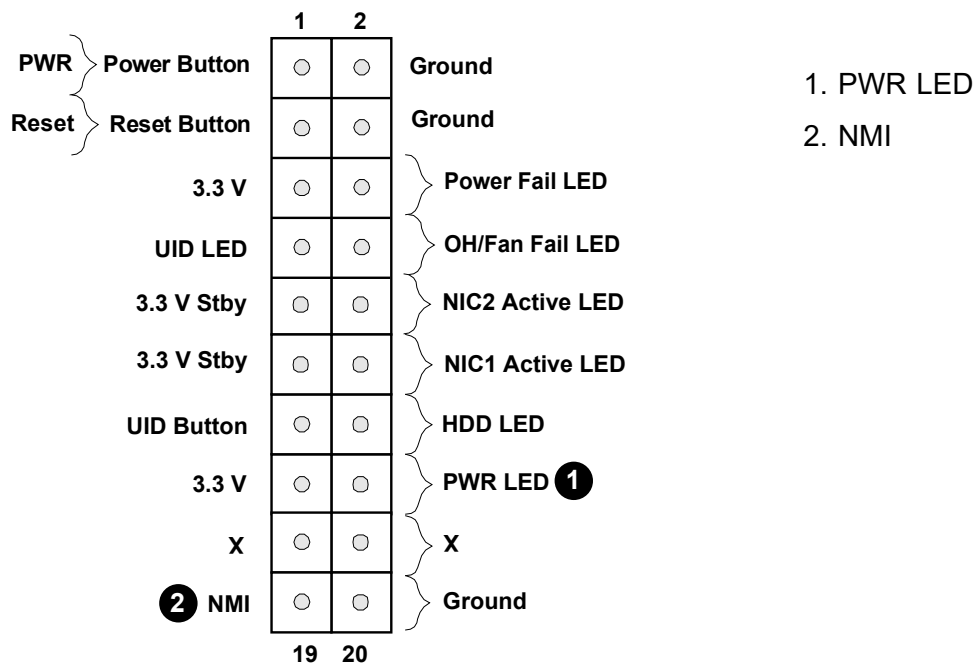 1 2
PWR Power Button Ground
1. PWR LED
Reset Reset Button Ground
2. NMI
3.3 V Power Fail LED
UID LED OH/Fan Fail LED
3.3 V Stby NIC2 Active LED
3.3 V Stby NIC1 Active LED
UID Button HDD LED
3.3 V PWR LED 1
X X
2 NMI Ground
19 20